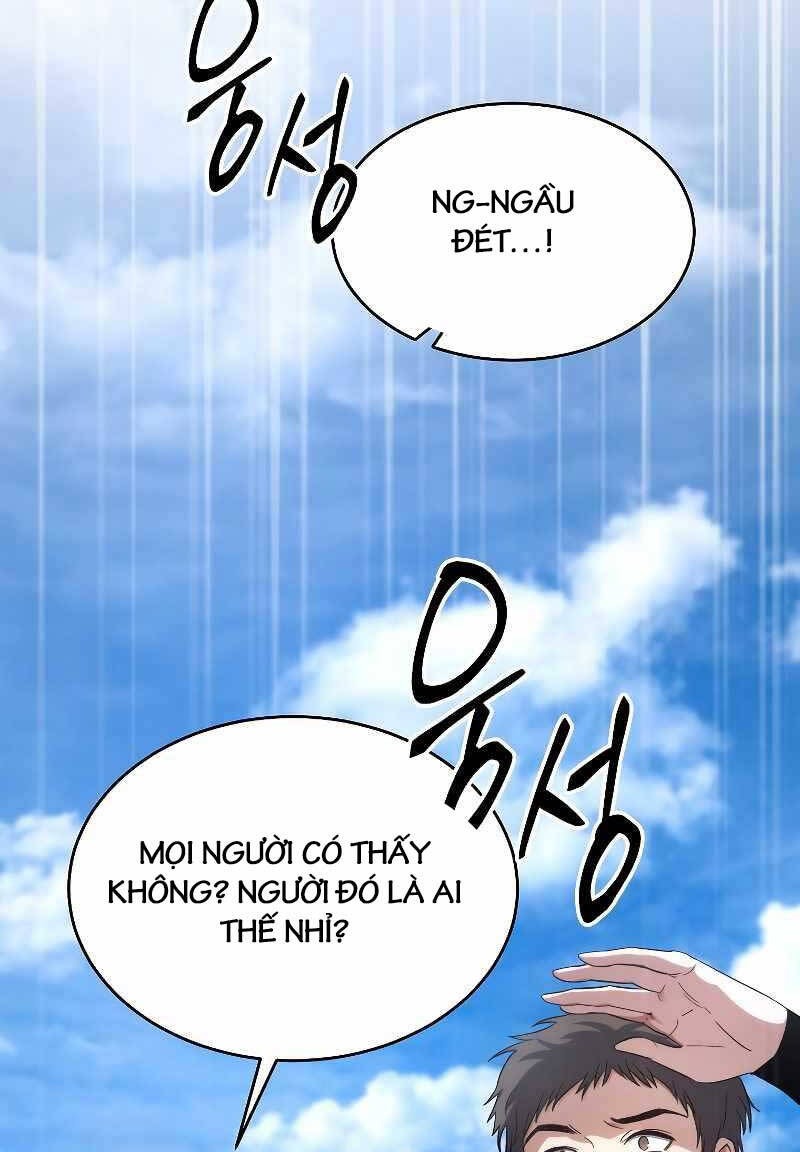 웅성
NG-NGẦU
ĐÉT...!
웅성
MỌI NGƯỜI CÓ THẤY
KHÔNG? NGƯỜI ĐÓ LÀ AI
THẾ NHỈ?